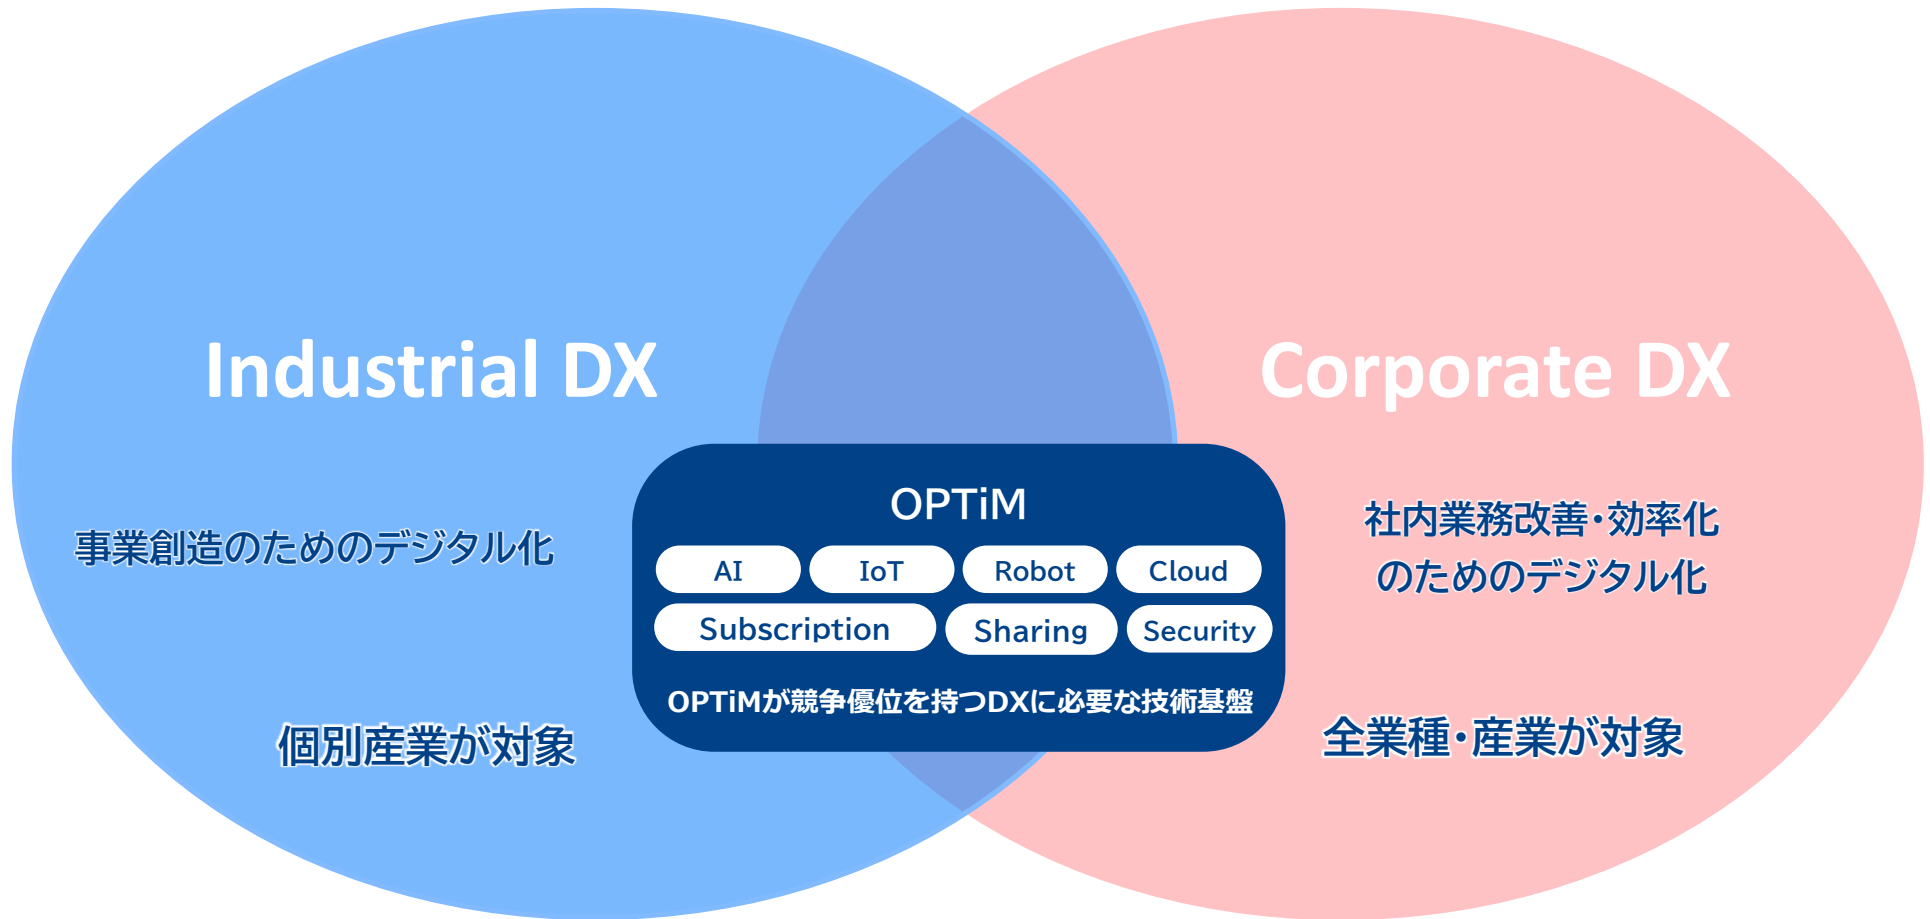 Industrial DX
事業創造のためのデジタル化
個別産業が対象
OPTiM
AI
IoT
Robot
Cloud
Subscription
Sharing
Security
OPTiMが競争優位を持つDXに必要な技術基盤
Corporate DX
社内業務改善・効率化
のためのデジタル化
全業種・産業が対象